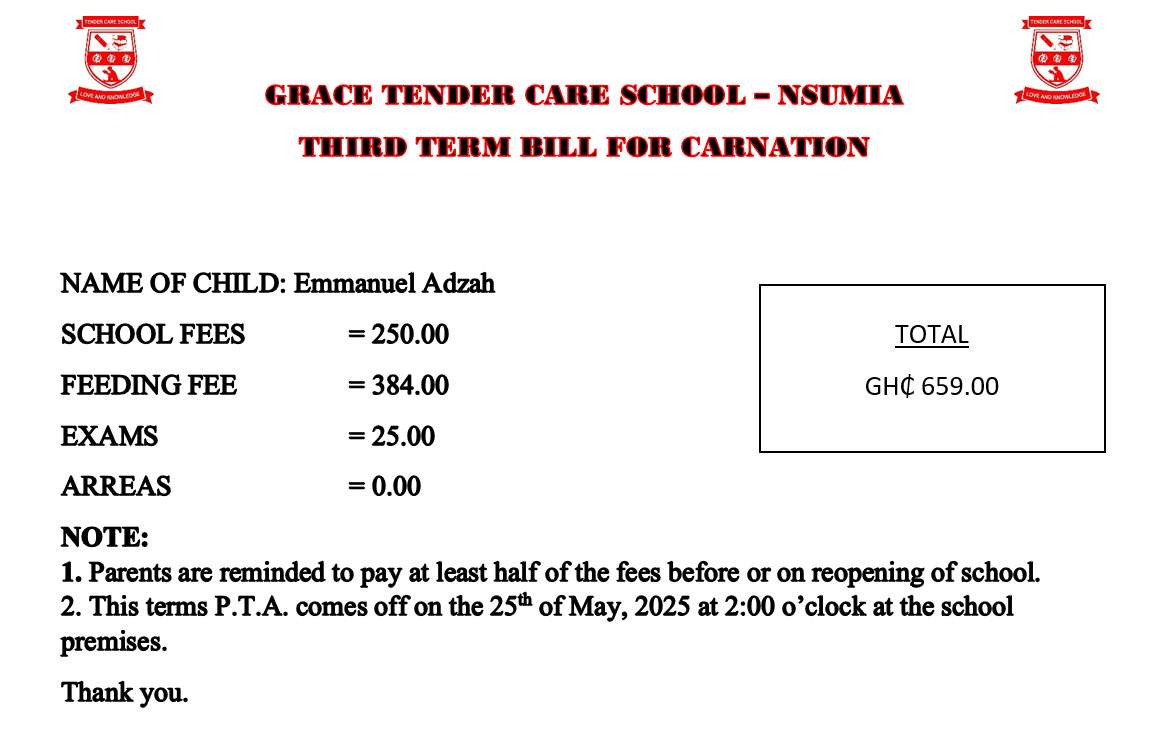 TENDER CARE SCHOOL
LOVE AND KNOWLEDGE
TENDER CARE SCHOOL
LOVE AND KNOWLEDGE
GRACE TENDER CARE SCHOOL – NSUMIA
THIRD TERM BILL FOR CARNATION
NAME OF CHILD: Emmanuel Adzah
SCHOOL FEES = 250.00
FEEDING FEE = 384.00
EXAMS = 25.00
ARREAS = 0.00
TOTAL
GH₵ 659.00
NOTE:
1. Parents are reminded to pay at least half of the fees before or on reopening of school.
2. This terms P.T.A. comes off on the 25th of May, 2025 at 2:00 o’clock at the school
premises.
Thank you.